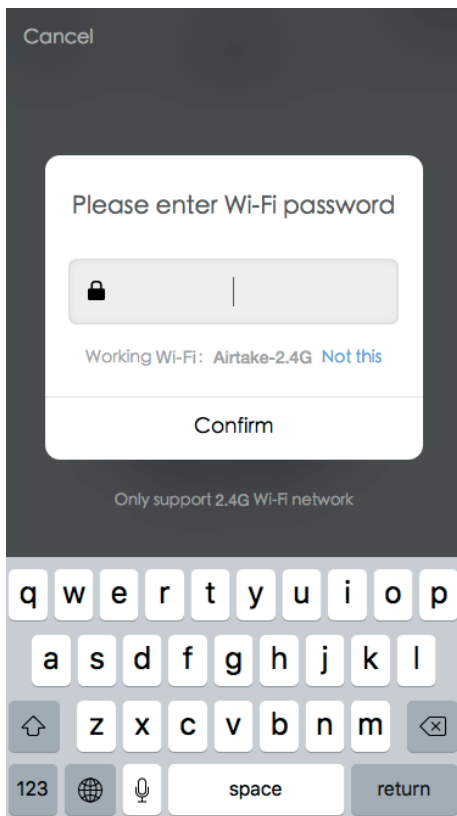 Cancel
Please enter Wi-Fi password
Working Wi-Fi: Airtake-2.4G Not this
Confirm
Only support 2.4G Wi-Fi network
q w e r t y u i o p
a s d f g h j k l
z x c v b n m
123 space return